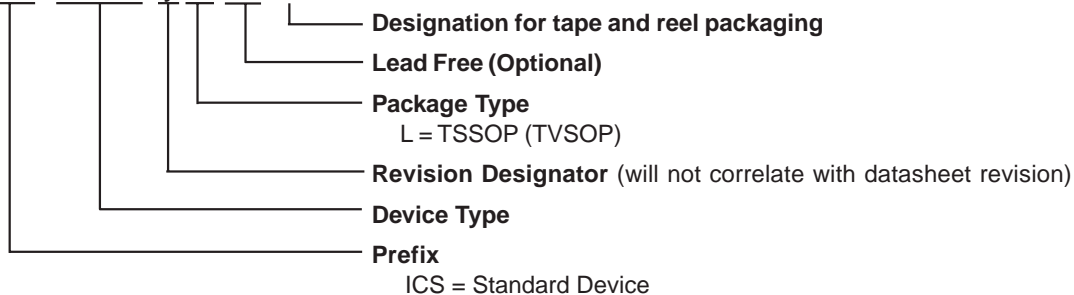 Designation for tape and reel packaging
Lead Free (Optional)
Package Type
L = TSSOP (TVSOP)
Revision Designator (will not correlate with datasheet revision)
Device Type
Prefix
ICS = Standard Device